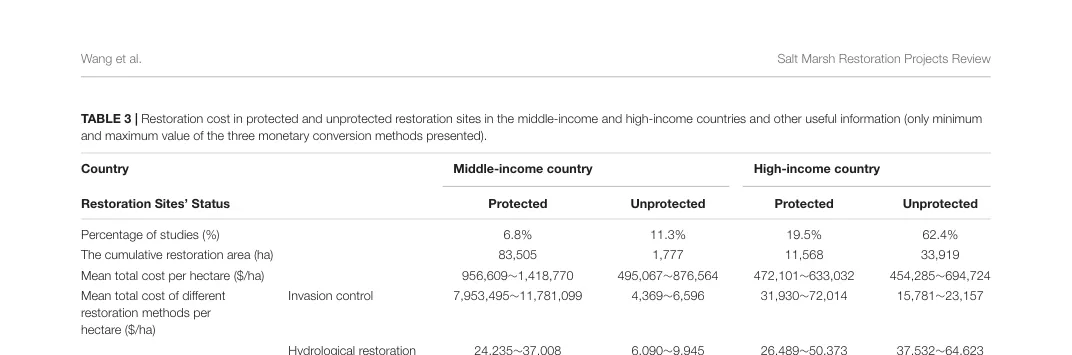 Wang et al. Salt Marsh Restoration Projects Review
TABLE 3 | Restoration cost in protected and unprotected restoration sites in the middle-income and high-income countries and other useful information (only minimum
and maximum value of the three monetary conversion methods presented).
Country Middle-income country High-income country
Restoration Sites' Status Protected Unprotected Protected Unprotected
Percentage of studies (%) 6.8% 11.3% 19.5% 62.4%
The cumulative restoration area (ha) 83,505 1,777 11,568 33,919
Mean total cost per hectare ($/ha) 956,609~1,418,770 495,067~876,564 472,101~633,032 454,285~694,724
Mean total cost of different Invasion control 7,953,495~11,781,099 4,369~6,596 31,930~72,014 15,781~23,157
restoration methods per
hectare ($/ha)
Hydrological restoration 24,235~37,008 6,090~9,945 26,489~50,373 37,532~64,623